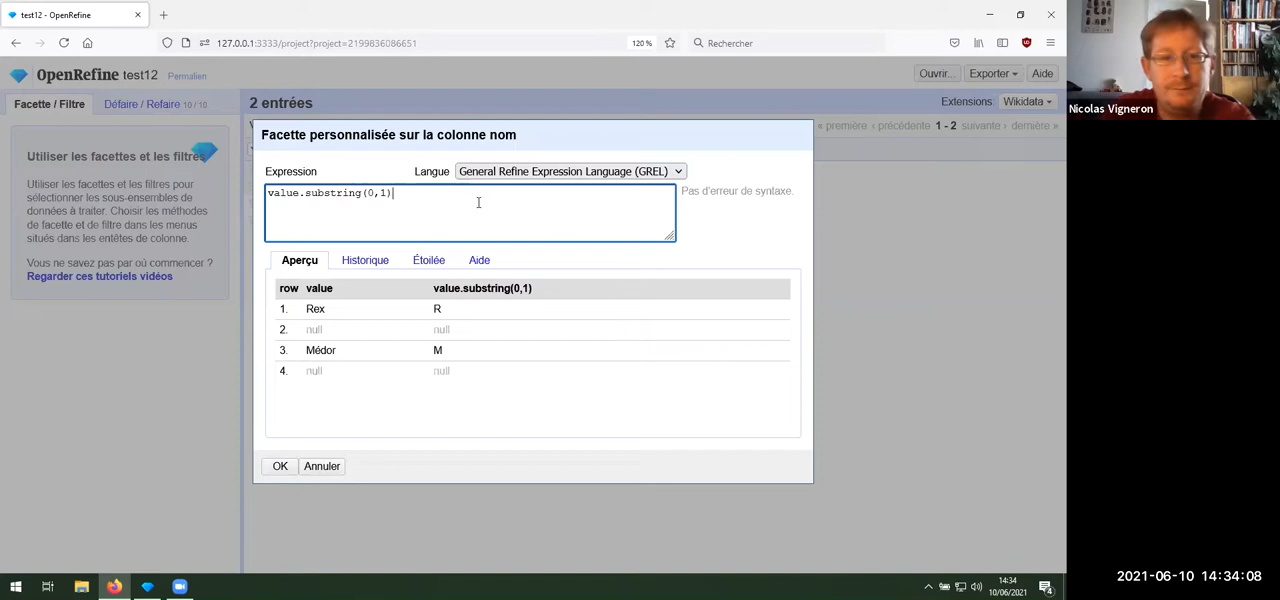 test12 - OpenRefine
127.0.0.1:3333/project?project=2199836086651
120 %
Rechercher
OpenRefine test12 Permalien
Ouvrir... Exporter Aide
Facette / Filtre Défaire / Refaire 10 / 10
2 entrées
Extensions Wikidata
« première ‹ précédente 1 - 2 suivante › dernière »
Utiliser les facettes et les filtres
Utiliser les facettes et les filtres pour
sélectionner les sous-ensembles de
données à traiter. Choisir les méthodes
de facette et de filtre dans les menus
situés dans les entêtes de colonne.
Vous ne savez pas par où commencer ?
Regarder ces tutoriels vidéos
Facette personnalisée sur la colonne nom
Expression Langue General Refine Expression Language (GREL)
value.substring(0,1)
Pas d'erreur de syntaxe.
Aperçu Historique Étoilée Aide
row value value.substring(0,1)
1. Rex R
2. null null
3. Médor M
4. null null
OK Annuler
Nicolas Vigneron
2021-06-10 14:34:08
14:34
10/06/2021
4